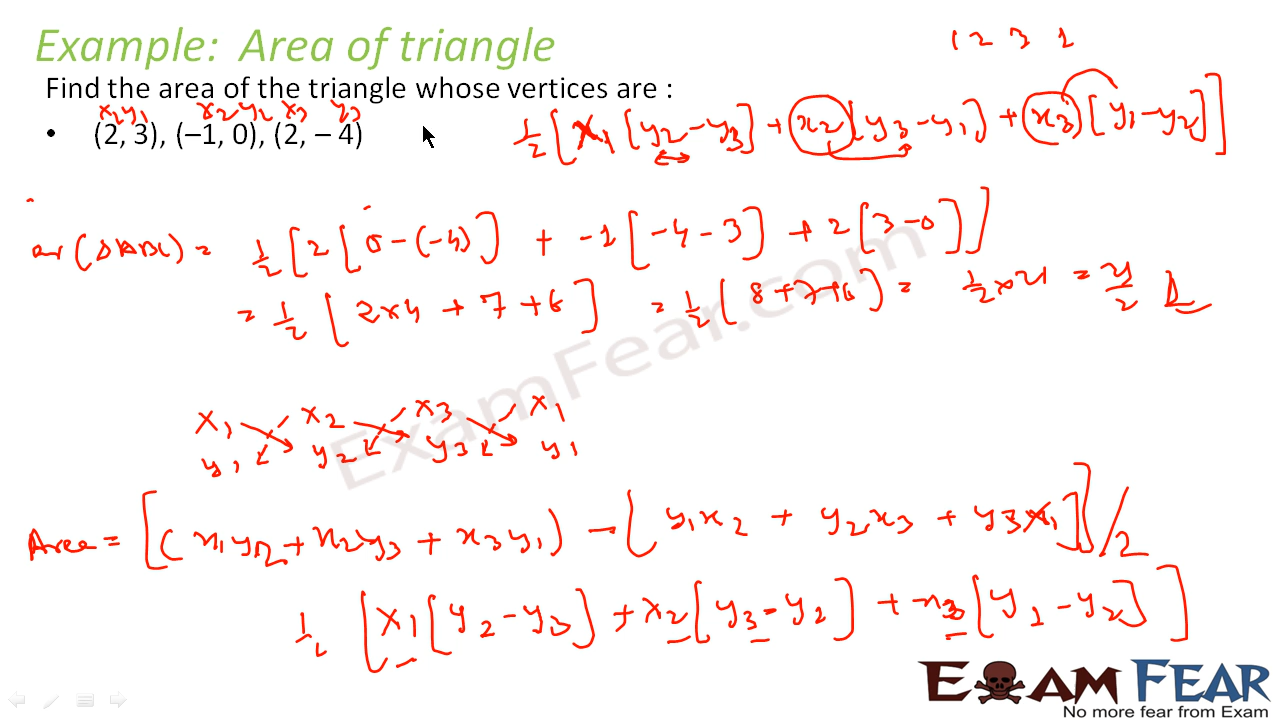 Example: Area of triangle
1 2 3 1
Find the area of the triangle whose vertices are :
x₁ y₁ x₂ y₂ x₃ y₃
• (2, 3), (–1, 0), (2, – 4)
½ [x₁ [y₂ – y₃] + x₂ [y₃ – y₁] + x₃ [y₁ – y₂]]
ar (ΔABC) = ½ [2 [0 – (–4)] + –1 [–4 – 3] + 2 [3 – 0]]
= ½ [2×4 + 7 + 6] = ½ [8 + 7 + 6] = ½ × 21 = 21/2
x₁ x₂ x₃ x₁
y₁ y₂ y₃ y₁
Area = [(x₁y₂ + x₂y₃ + x₃y₁) – [y₁x₂ + y₂x₃ + y₃x₁]]/2
½ [x₁ [y₂ – y₃] + x₂ [y₃ – y₂] + x₃ [y₁ – y₂]]
ExamFear.com
EXAM FEAR
No more fear from Exam